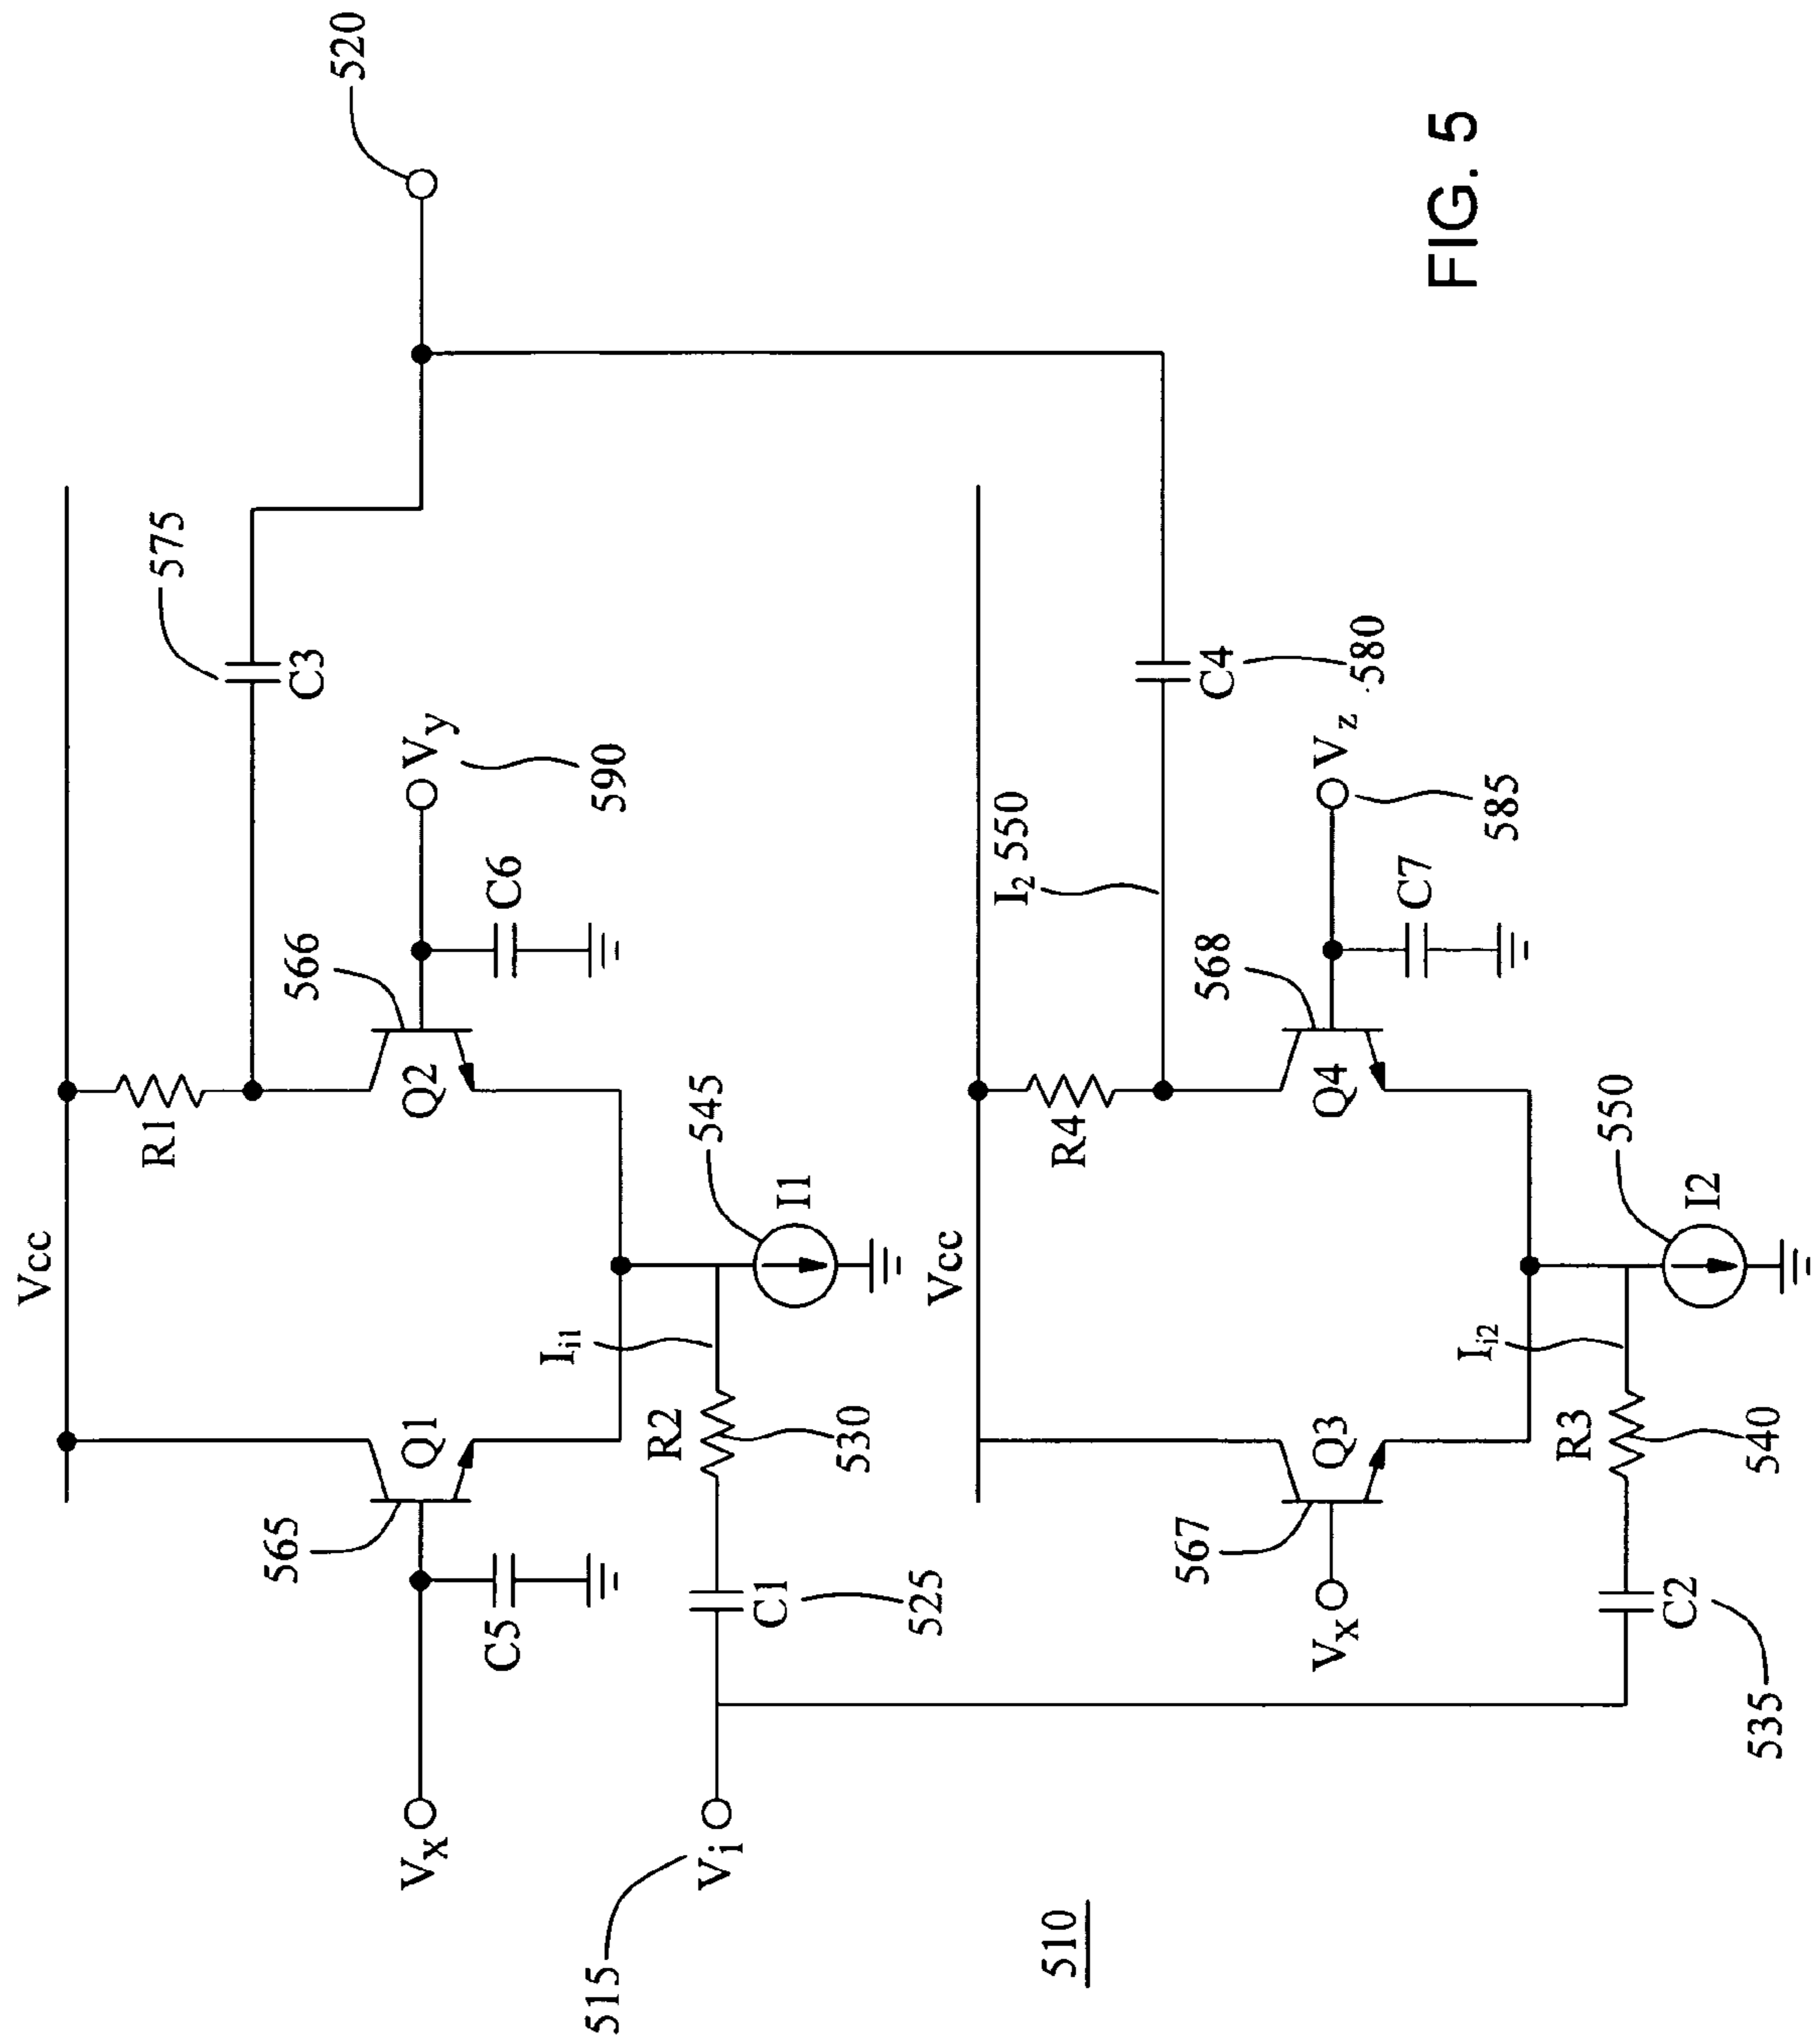 520
Vcc
575
R1
C3
565
566
Q1
Q2
Vx
Vy
590
C5
C6
Ii1
545
R2
I1
515
Vi
530
C1
525
Vcc
I2 550
R4
C4
580
567
568
Q3
Q4
Vx
Vz
585
C7
Ii2
550
R3
I2
540
C2
535
510
FIG. 5